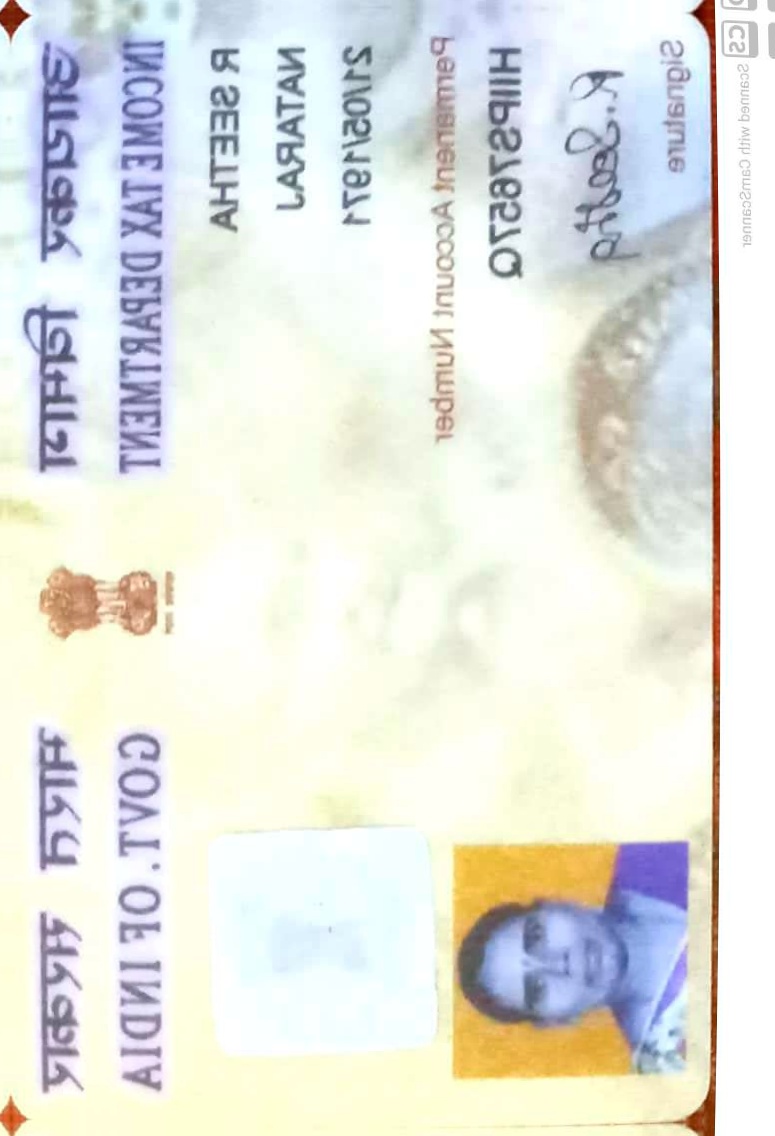 आयकर विभाग
INCOME TAX DEPARTMENT
भारत सरकार
GOVT. OF INDIA
R SEETHA
NATARAJ
21/05/1971
Permanent Account Number
R. Seetha
Signature
CS
Scanned with CamScanner